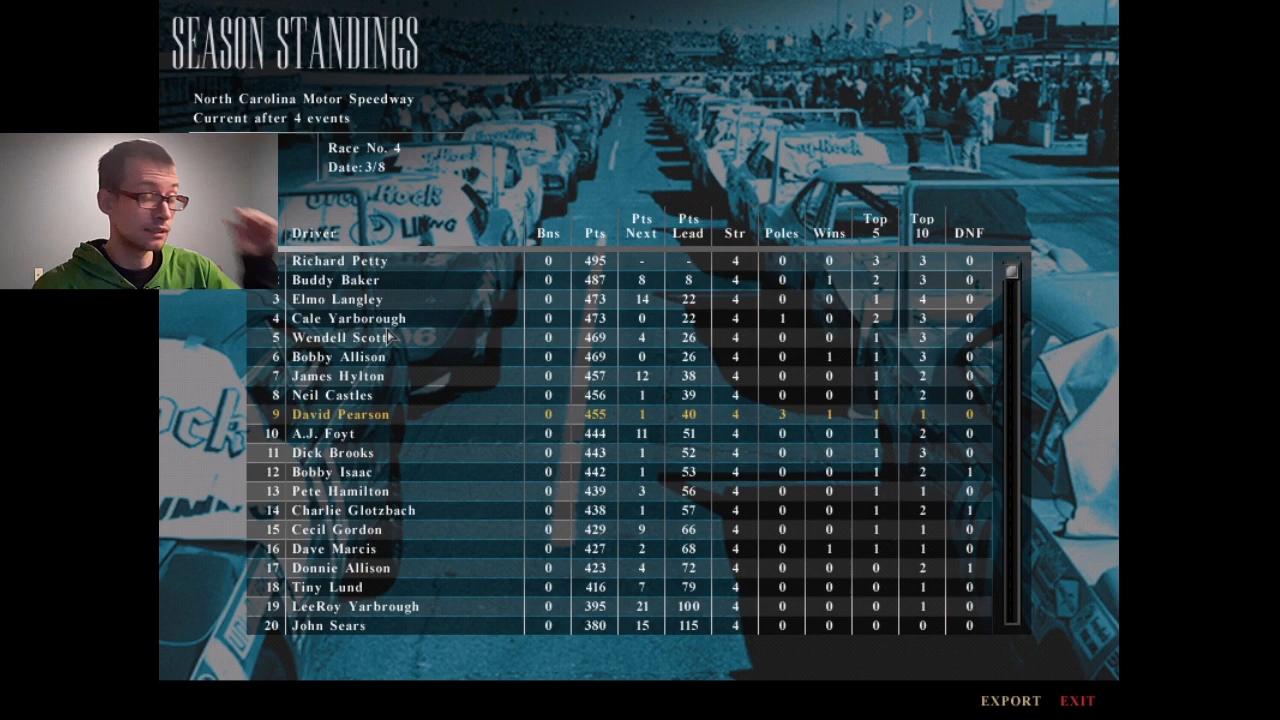 SEASON STANDINGS
North Carolina Motor Speedway
Current after 4 events
Race No. 4
Date: 3/8
Driver Bns Pts Pts Next Pts Lead Str Poles Wins Top 5 Top 10 DNF
Richard Petty 0 495 - - 4 0 0 3 3 0
Buddy Baker 0 487 8 8 4 0 1 2 3 0
3 Elmo Langley 0 473 14 22 4 0 0 1 4 0
4 Cale Yarborough 0 473 0 22 4 1 0 2 3 0
5 Wendell Scott 0 469 4 26 4 0 0 1 3 0
6 Bobby Allison 0 469 0 26 4 0 1 1 3 0
7 James Hylton 0 457 12 38 4 0 0 1 2 0
8 Neil Castles 0 456 1 39 4 0 0 1 2 0
9 David Pearson 0 455 1 40 4 3 1 1 1 0
10 A.J. Foyt 0 444 11 51 4 0 0 1 2 0
11 Dick Brooks 0 443 1 52 4 0 0 1 3 0
12 Bobby Isaac 0 442 1 53 4 0 0 1 2 1
13 Pete Hamilton 0 439 3 56 4 0 0 1 1 0
14 Charlie Glotzbach 0 438 1 57 4 0 0 1 2 1
15 Cecil Gordon 0 429 9 66 4 0 0 1 1 0
16 Dave Marcis 0 427 2 68 4 0 1 1 1 0
17 Donnie Allison 0 423 4 72 4 0 0 0 2 1
18 Tiny Lund 0 416 7 79 4 0 0 0 1 0
19 LeeRoy Yarbrough 0 395 21 100 4 0 0 0 1 0
20 John Sears 0 380 15 115 4 0 0 0 0 0
EXPORT EXIT